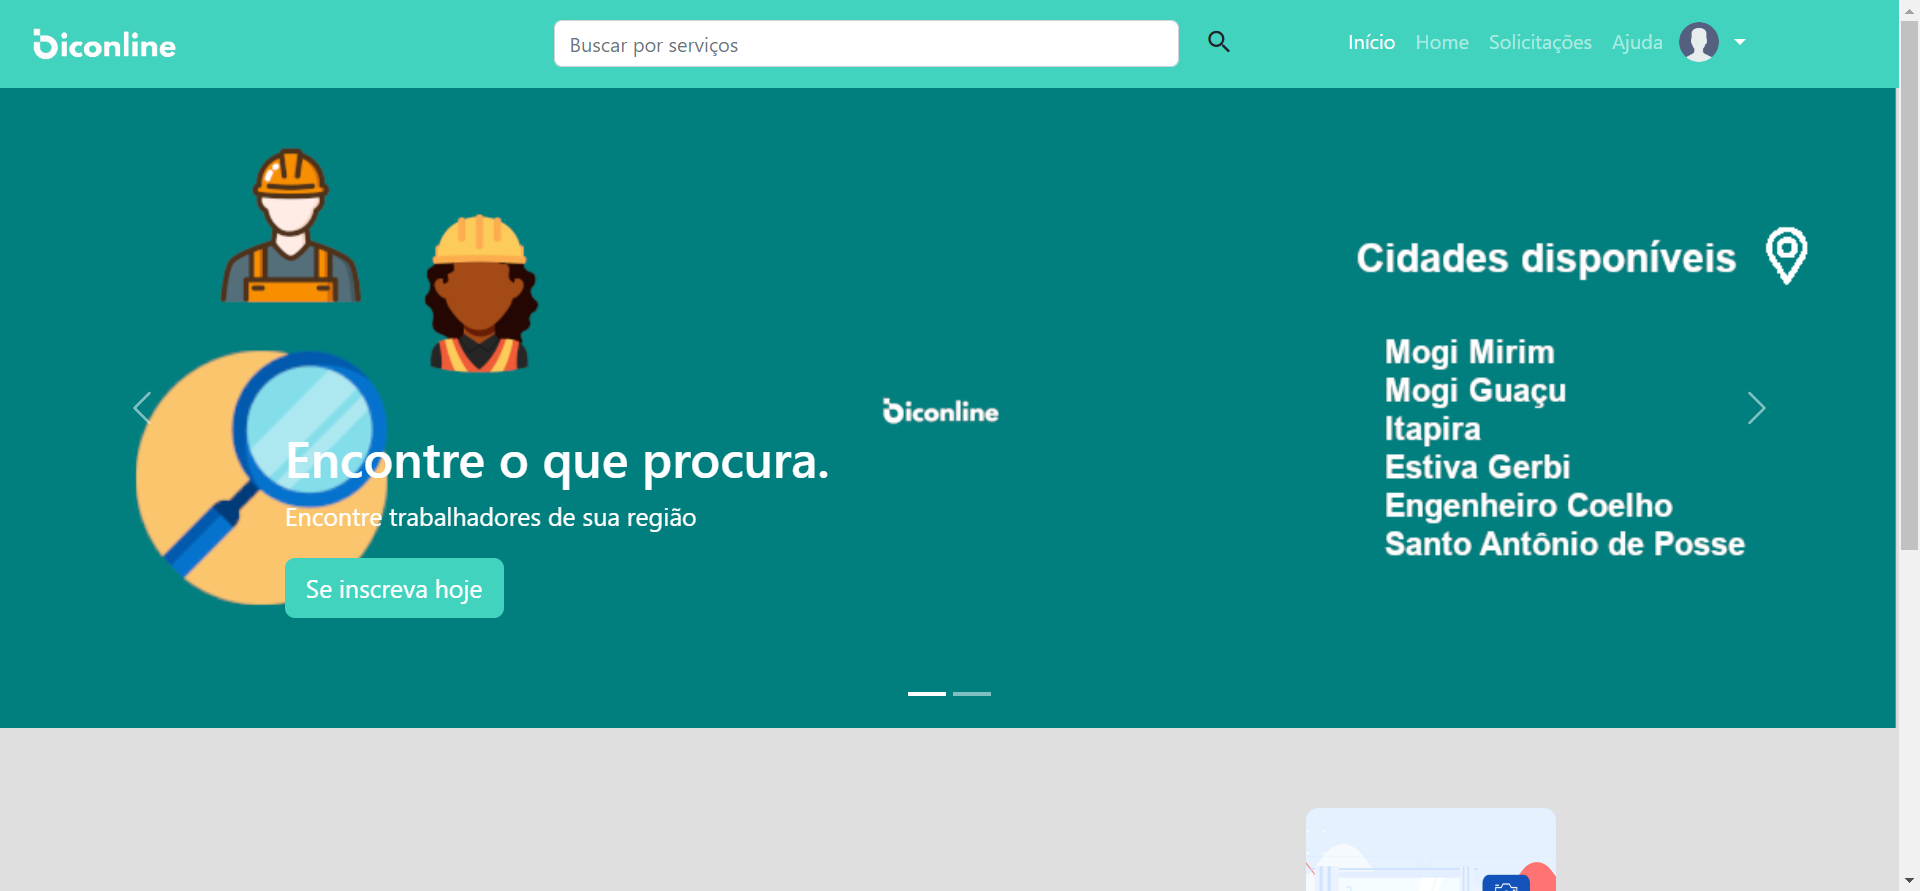 biconline
Buscar por serviços
Início Home Solicitações Ajuda
Cidades disponíveis
Mogi Mirim
Mogi Guaçu
Itapira
Estiva Gerbi
Engenheiro Coelho
Santo Antônio de Posse
biconline
Encontre o que procura.
Encontre trabalhadores de sua região
Se inscreva hoje